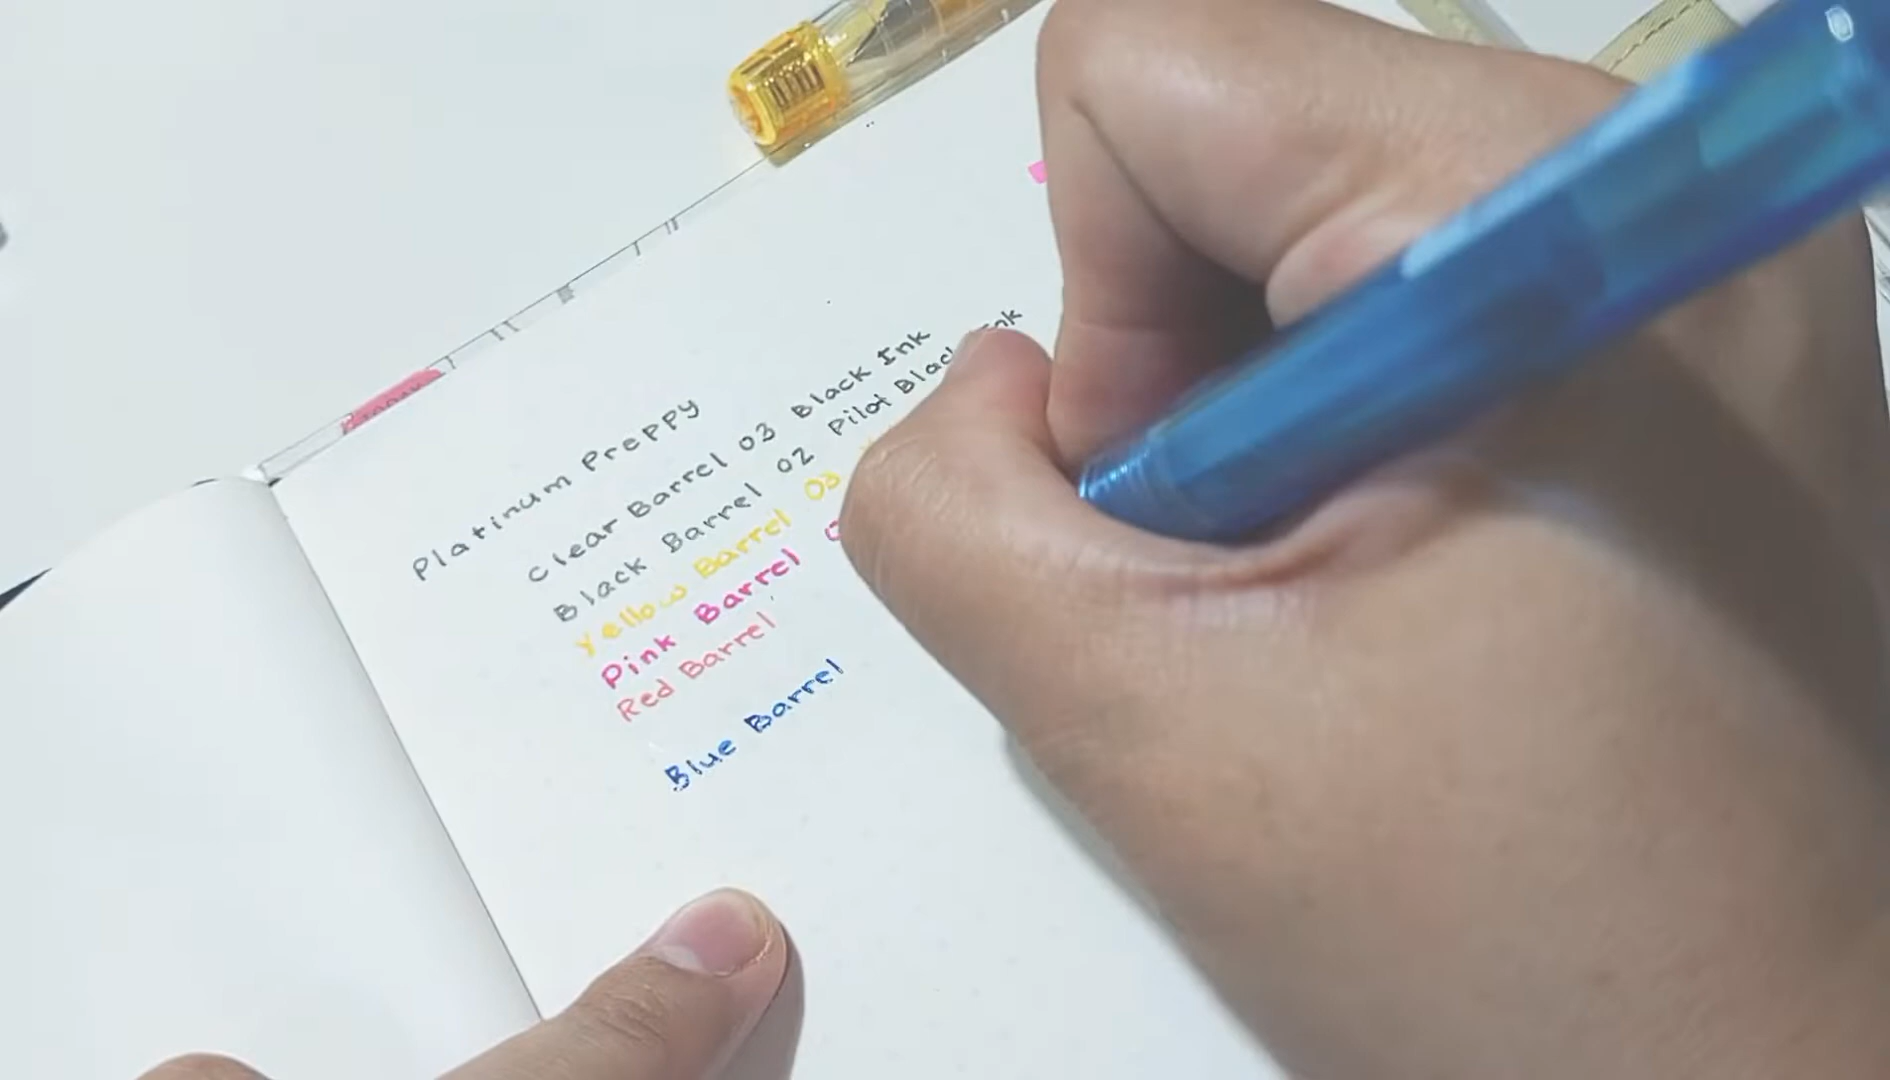 Platinum Preppy
Clear Barrel 03 Black Ink
Black Barrel 02 Pilot Black Ink
Yellow Barrel 03
Pink Barrel
Red Barrel
Blue Barrel